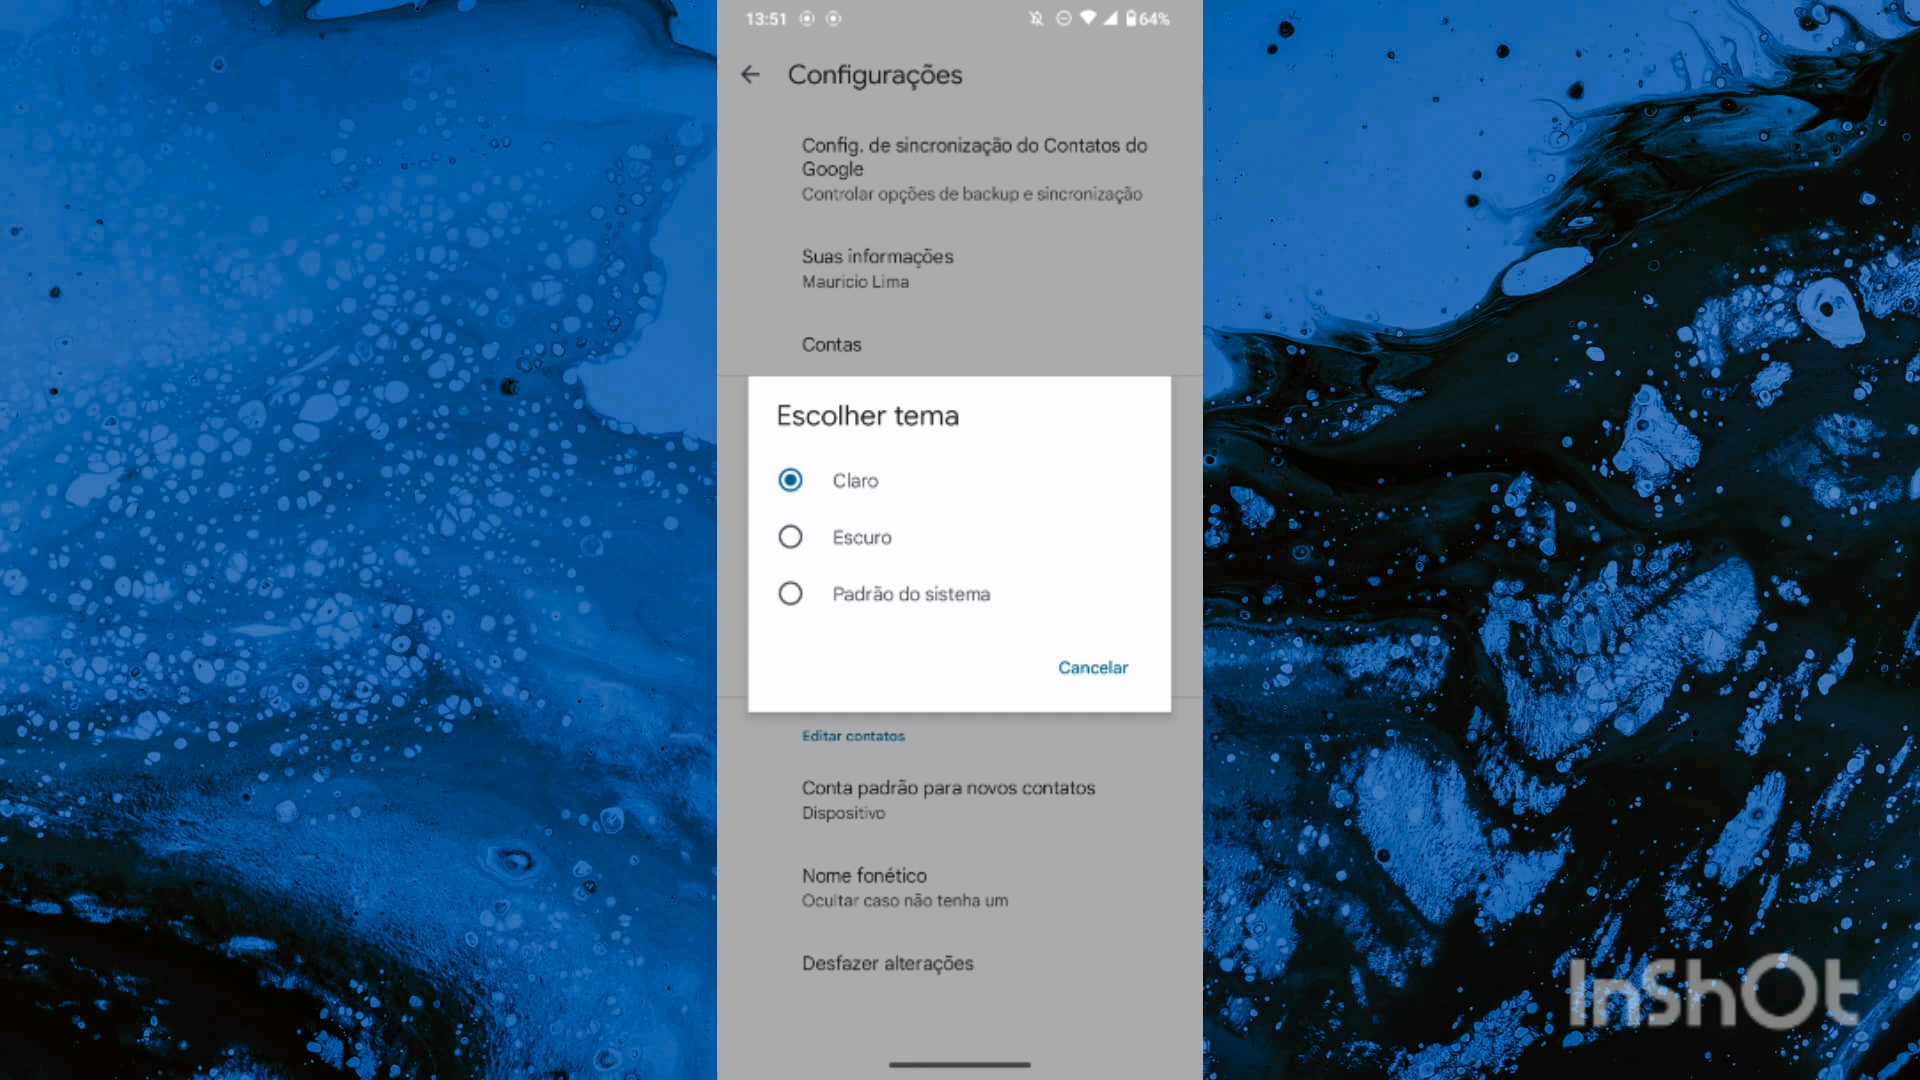 13:51
64%
Configurações
Config. de sincronização do Contatos do
Google
Controlar opções de backup e sincronização
Suas informações
Mauricio Lima
Contas
Escolher tema
Claro
Escuro
Padrão do sistema
Cancelar
Editar contatos
Conta padrão para novos contatos
Dispositivo
Nome fonético
Ocultar caso não tenha um
Desfazer alterações
InShOt